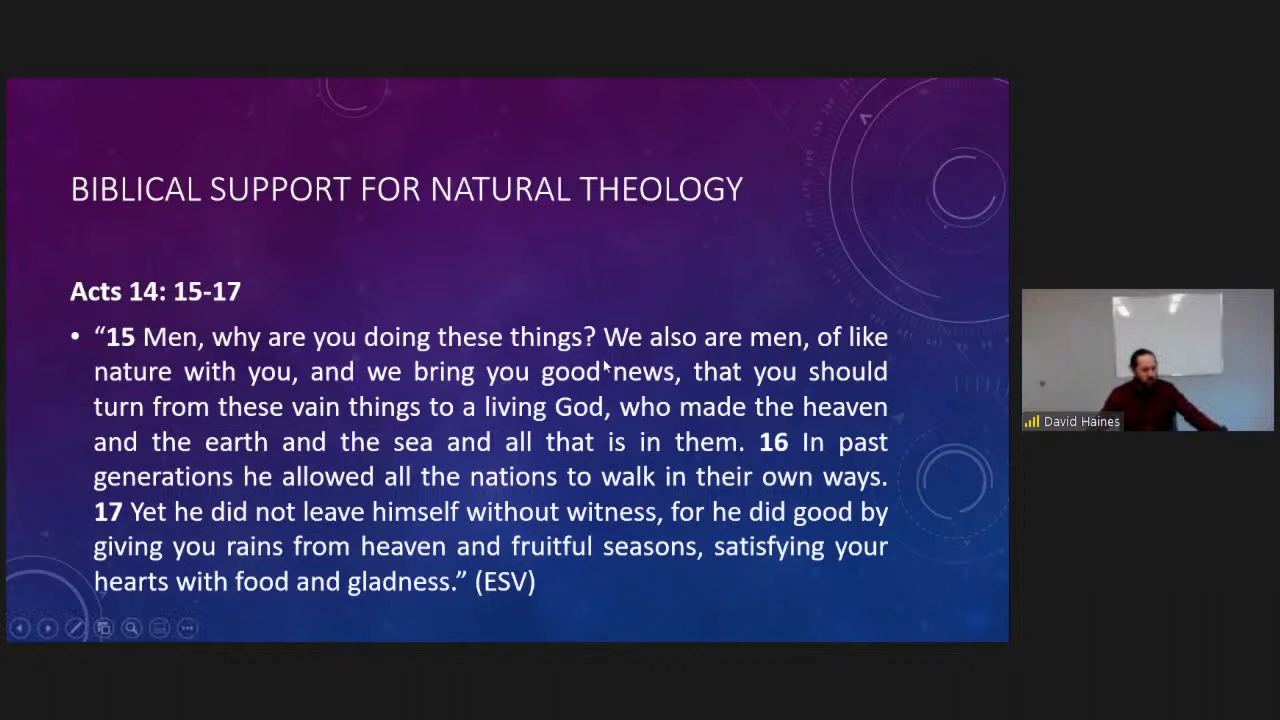 BIBLICAL SUPPORT FOR NATURAL THEOLOGY
Acts 14: 15-17
• “15 Men, why are you doing these things? We also are men, of like
nature with you, and we bring you good news, that you should
turn from these vain things to a living God, who made the heaven
and the earth and the sea and all that is in them. 16 In past
generations he allowed all the nations to walk in their own ways.
17 Yet he did not leave himself without witness, for he did good by
giving you rains from heaven and fruitful seasons, satisfying your
hearts with food and gladness.” (ESV)
David Haines